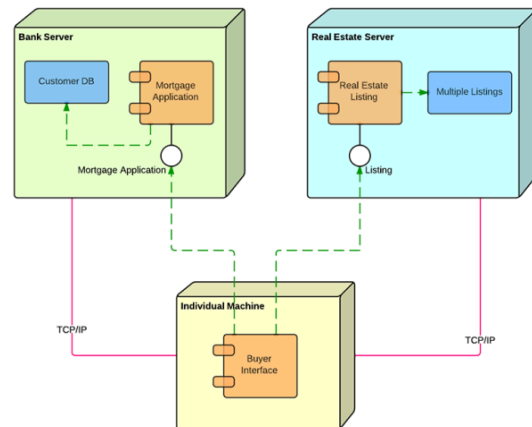 Bank Server
Customer DB
Mortgage
Application
Mortgage Application
Real Estate Server
Real Estate
Listing
Multiple Listings
Listing
TCP/IP
TCP/IP
Individual Machine
Buyer
Interface